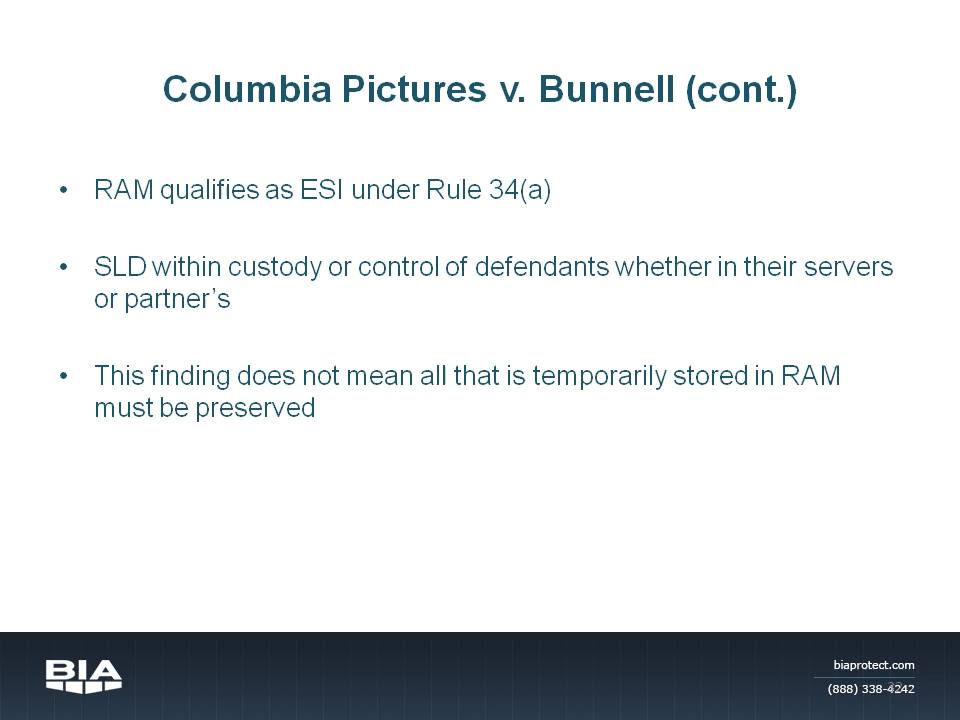 Columbia Pictures v. Bunnell (cont.)
• RAM qualifies as ESI under Rule 34(a)
• SLD within custody or control of defendants whether in their servers
or partner’s
• This finding does not mean all that is temporarily stored in RAM
must be preserved
BIA
biaprotect.com
(888) 338-4242